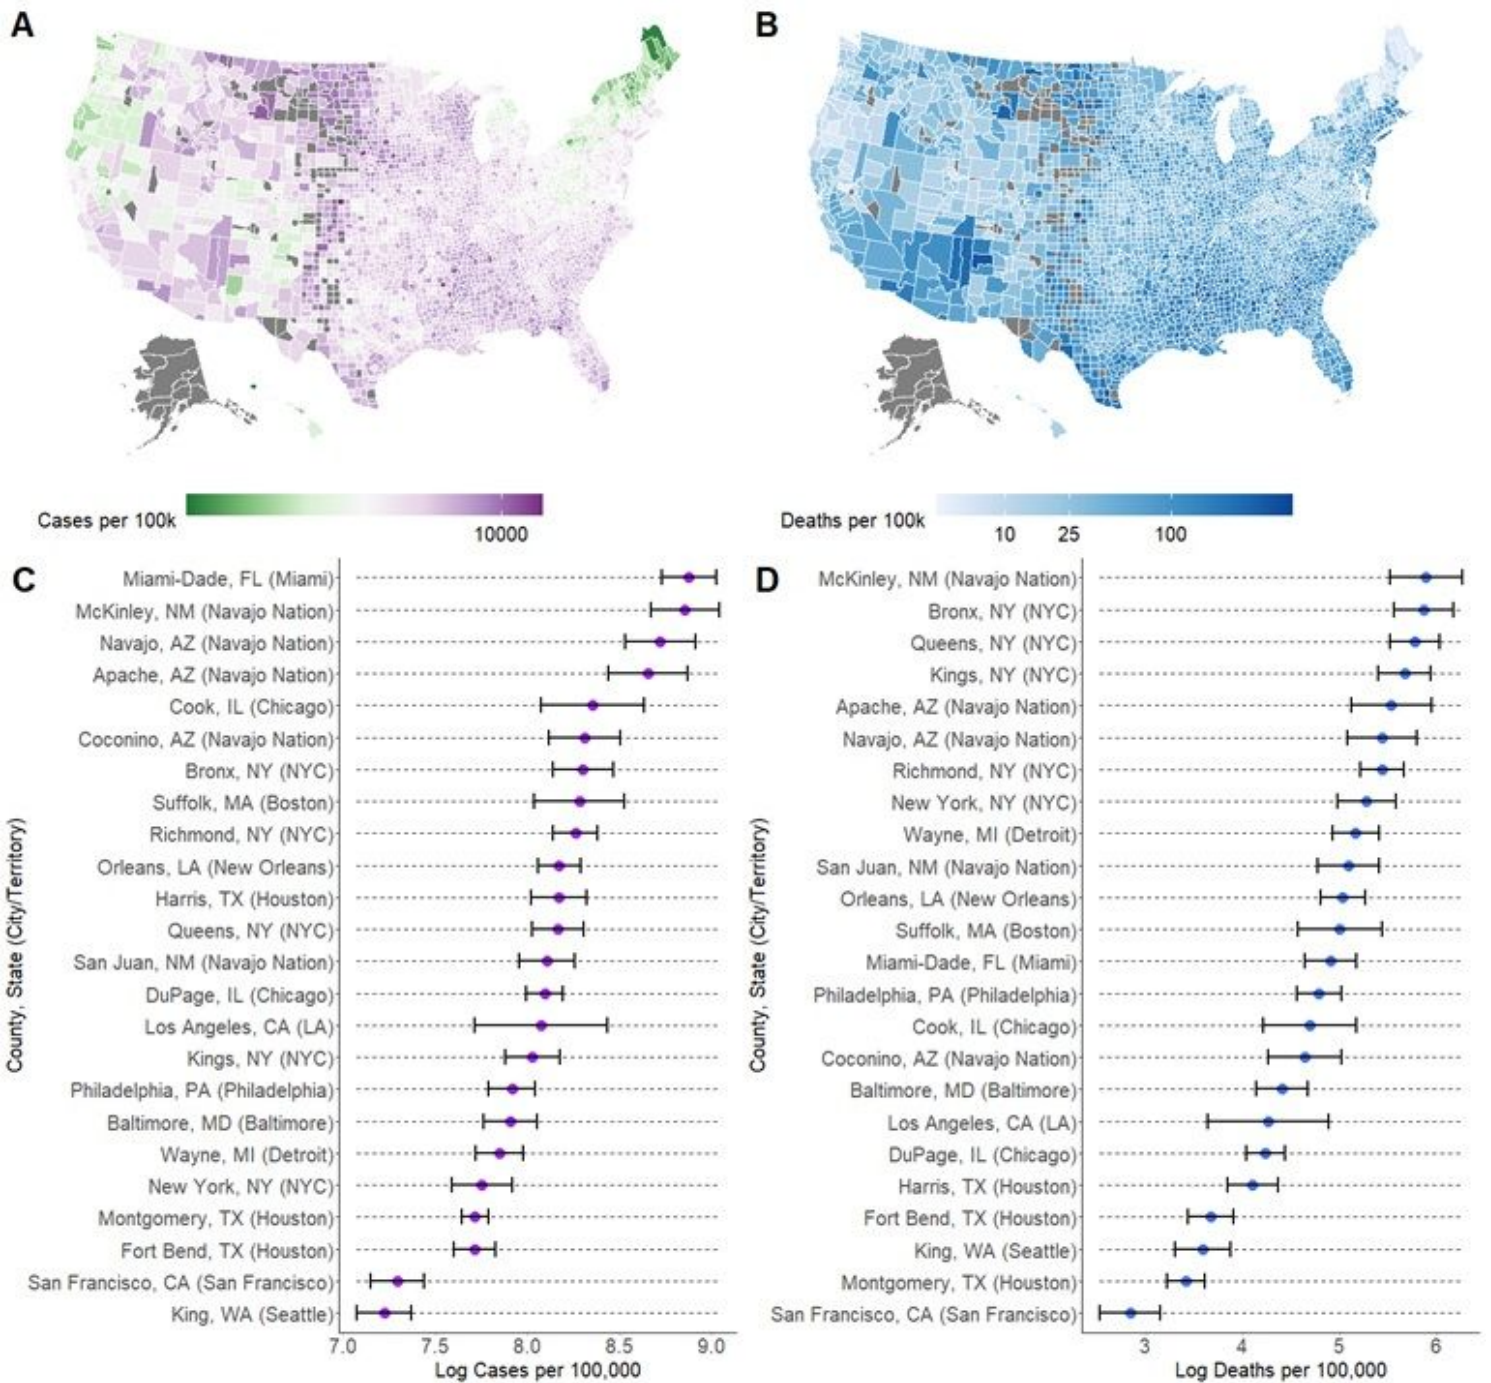 A
B
Cases per 100k
10000
Deaths per 100k
10 25 100
C
County, State (City/Territory)
Miami-Dade, FL (Miami)
McKinley, NM (Navajo Nation)
Navajo, AZ (Navajo Nation)
Apache, AZ (Navajo Nation)
Cook, IL (Chicago)
Coconino, AZ (Navajo Nation)
Bronx, NY (NYC)
Suffolk, MA (Boston)
Richmond, NY (NYC)
Orleans, LA (New Orleans)
Harris, TX (Houston)
Queens, NY (NYC)
San Juan, NM (Navajo Nation)
DuPage, IL (Chicago)
Los Angeles, CA (LA)
Kings, NY (NYC)
Philadelphia, PA (Philadelphia)
Baltimore, MD (Baltimore)
Wayne, MI (Detroit)
New York, NY (NYC)
Montgomery, TX (Houston)
Fort Bend, TX (Houston)
San Francisco, CA (San Francisco)
King, WA (Seattle)
7.0 7.5 8.0 8.5 9.0
Log Cases per 100,000
D
County, State (City/Territory)
McKinley, NM (Navajo Nation)
Bronx, NY (NYC)
Queens, NY (NYC)
Kings, NY (NYC)
Apache, AZ (Navajo Nation)
Navajo, AZ (Navajo Nation)
Richmond, NY (NYC)
New York, NY (NYC)
Wayne, MI (Detroit)
San Juan, NM (Navajo Nation)
Orleans, LA (New Orleans)
Suffolk, MA (Boston)
Miami-Dade, FL (Miami)
Philadelphia, PA (Philadelphia)
Cook, IL (Chicago)
Coconino, AZ (Navajo Nation)
Baltimore, MD (Baltimore)
Los Angeles, CA (LA)
DuPage, IL (Chicago)
Harris, TX (Houston)
Fort Bend, TX (Houston)
King, WA (Seattle)
Montgomery, TX (Houston)
San Francisco, CA (San Francisco)
3 4 5 6
Log Deaths per 100,000